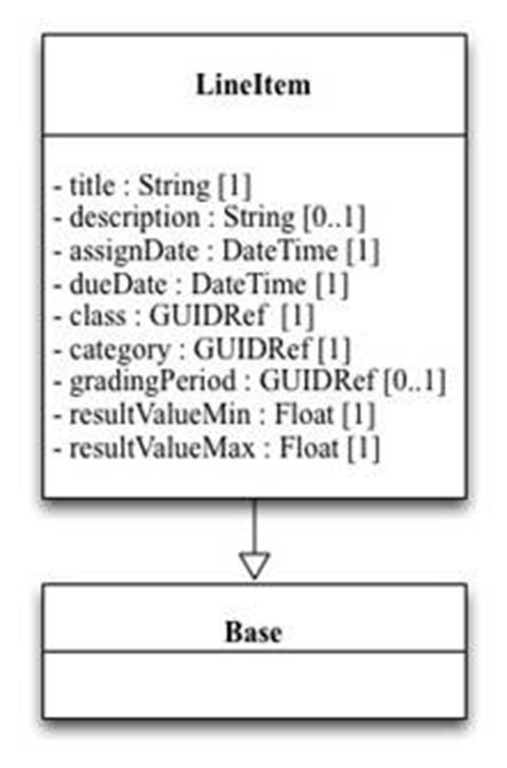 LineItem
- title : String [1]
- description : String [0..1]
- assignDate : DateTime [1]
- dueDate : DateTime [1]
- class : GUIDRef [1]
- category : GUIDRef [1]
- gradingPeriod : GUIDRef [0..1]
- resultValueMin : Float [1]
- resultValueMax : Float [1]
Base